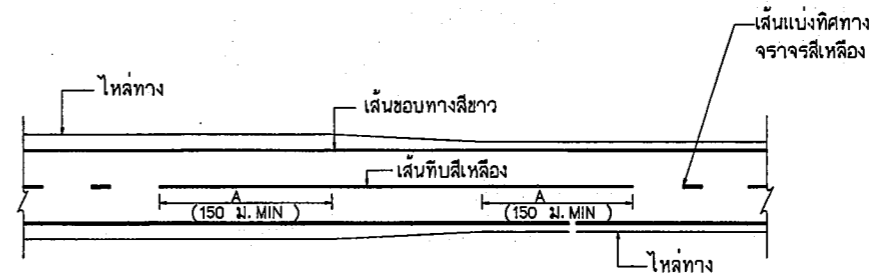 เส้นแบ่งทิศทาง
จราจรสีเหลือง
ไหล่ทาง
เส้นขอบทางสีขาว
เส้นทึบสีเหลือง
A
(150 ม. MIN )
A
(150 ม. MIN )
ไหล่ทาง